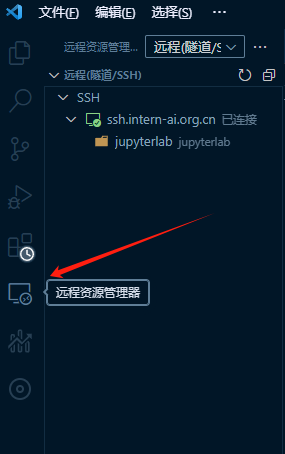 文件(F) 编辑(E) 选择(S) ···
远程资源管理... 远程(隧道/S ···
远程(隧道/SSH)
SSH
ssh.intern-ai.org.cn 已连接
jupyterlab jupyterlab
远程资源管理器